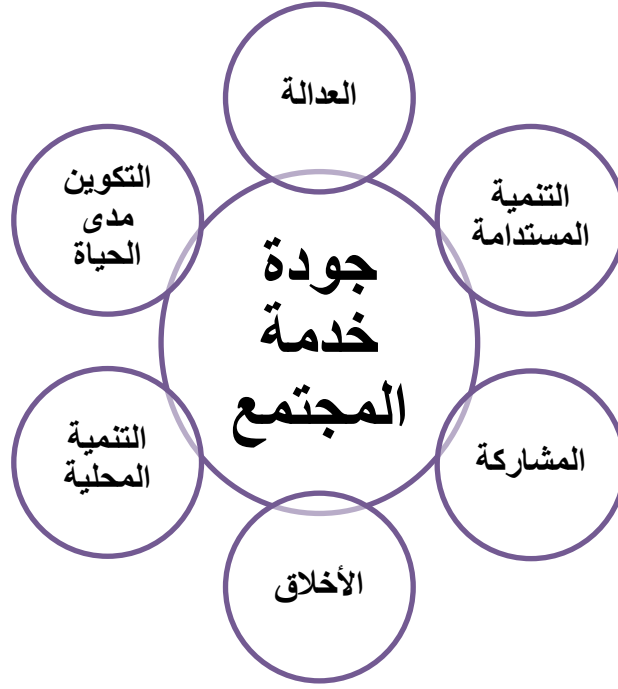 العدالة
التنمية
المستدامة
المشاركة
الأخلاق
التنمية
المحلية
التكوين
مدى
الحياة
جودة
خدمة
المجتمع